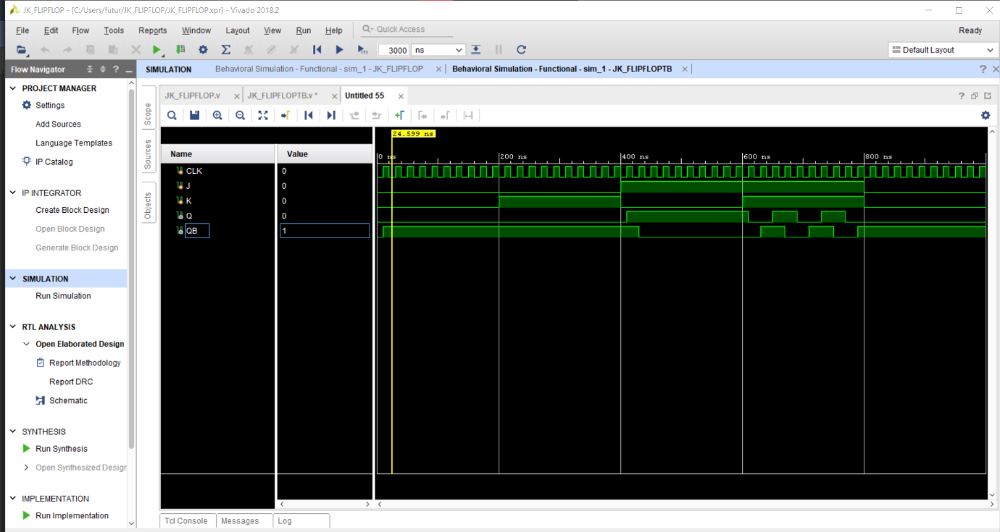 JK_FLIPFLOP - [C:/Users/futur/JK_FLIPFLOP/JK_FLIPFLOP.xpr] - Vivado 2018.2
File Edit Flow Tools Reports Window Layout View Run Help Quick Access Ready
3000 ns Default Layout
Flow Navigator
SIMULATION Behavioral Simulation - Functional - sim_1 - JK_FLIPFLOP Behavioral Simulation - Functional - sim_1 - JK_FLIPFLOPTB
PROJECT MANAGER
Settings
Add Sources
Language Templates
IP Catalog
IP INTEGRATOR
Create Block Design
Open Block Design
Generate Block Design
SIMULATION
Run Simulation
RTL ANALYSIS
Open Elaborated Design
Report Methodology
Report DRC
Schematic
SYNTHESIS
Run Synthesis
Open Synthesized Design
IMPLEMENTATION
Run Implementation
Scope
Sources
Objects
JK_FLIPFLOP.v JK_FLIPFLOPTB.v * Untitled 55
24.599 ns
Name Value
0 ns 200 ns 400 ns 600 ns 800 ns
CLK 0
J 0
K 0
Q 0
QB 1
Tcl Console Messages Log